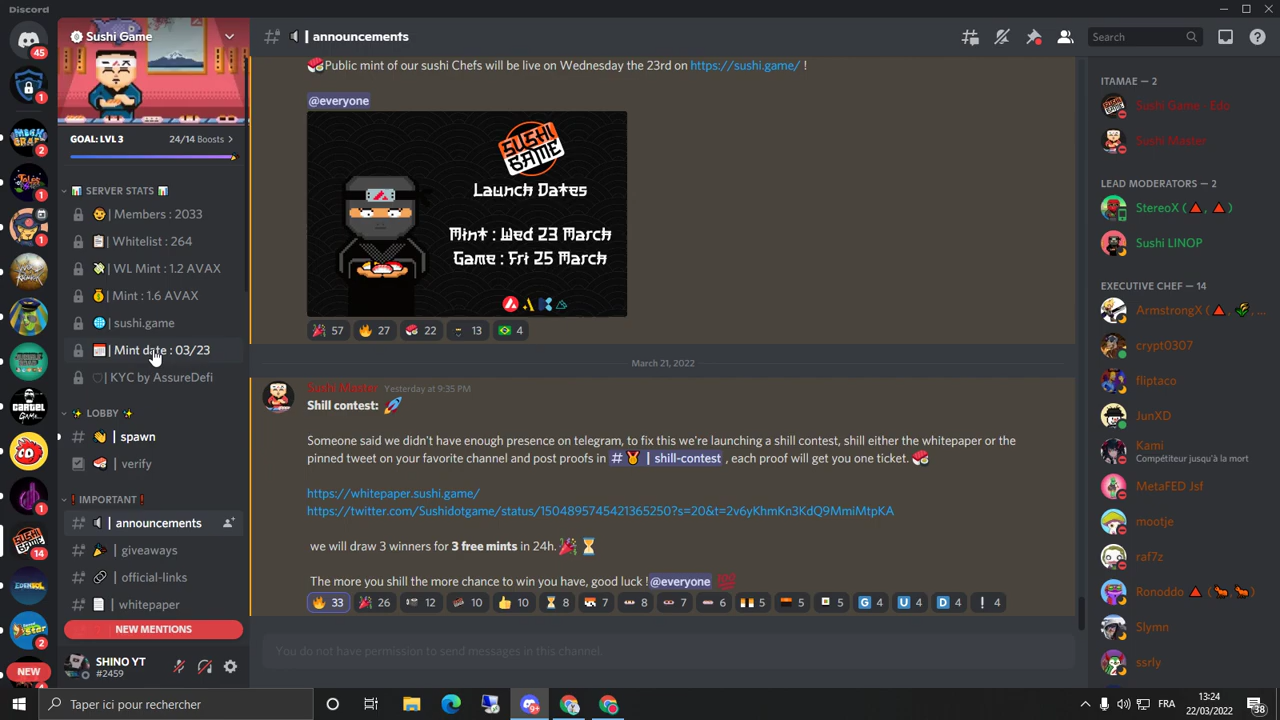 Discord
Sushi Game
| announcements
Search
45
1
2
1
1
1
14
2
NEW
GOAL: LVL 3
24/14 Boosts
SERVER STATS
| Members : 2033
| Whitelist : 264
| WL Mint : 1.2 AVAX
| Mint : 1.6 AVAX
| sushi.game
| Mint date : 03/23
| KYC by AssureDefi
LOBBY
| spawn
| verify
IMPORTANT
| announcements
| giveaways
| official-links
| whitepaper
NEW MENTIONS
SHINO YT
#2459
Public mint of our sushi Chefs will be live on Wednesday the 23rd on https://sushi.game/ !
@everyone
SUSHI
GAME
Launch Dates
Mint : Wed 23 March
Game : Fri 25 March
57 27 22 13 4
March 21, 2022
Sushi Master Yesterday at 9:35 PM
Shill contest:
Someone said we didn't have enough presence on telegram, to fix this we're launching a shill contest, shill either the whitepaper or the
pinned tweet on your favorite channel and post proofs in # | shill-contest , each proof will get you one ticket.
https://whitepaper.sushi.game/
https://twitter.com/Sushidotgame/status/1504895745421365250?s=20&t=2v6yKhmKn3KdQ9MmiMtpKA
we will draw 3 winners for 3 free mints in 24h.
The more you shill the more chance to win you have, good luck !@everyone 100
33 26 12 10 10 8 7 8 7 6 5 5 5 G 4 U 4 D 4 ! 4
You do not have permission to send messages in this channel.
ITAMAE — 2
Sushi Game - Edo
Sushi Master
LEAD MODERATORS — 2
StereoX (🔺, 🔺)
Sushi LINOP
EXECUTIVE CHEF — 14
ArmstrongX (🔺, 🌿, ...
crypt0307
fliptaco
JunXD
Kami
Compétiteur jusqu'à la mort
MetaFED Jsf
mootje
raf7z
Ronoddo
Slymn
ssrly
Taper ici pour rechercher
9+
FRA
13:24
22/03/2022
38